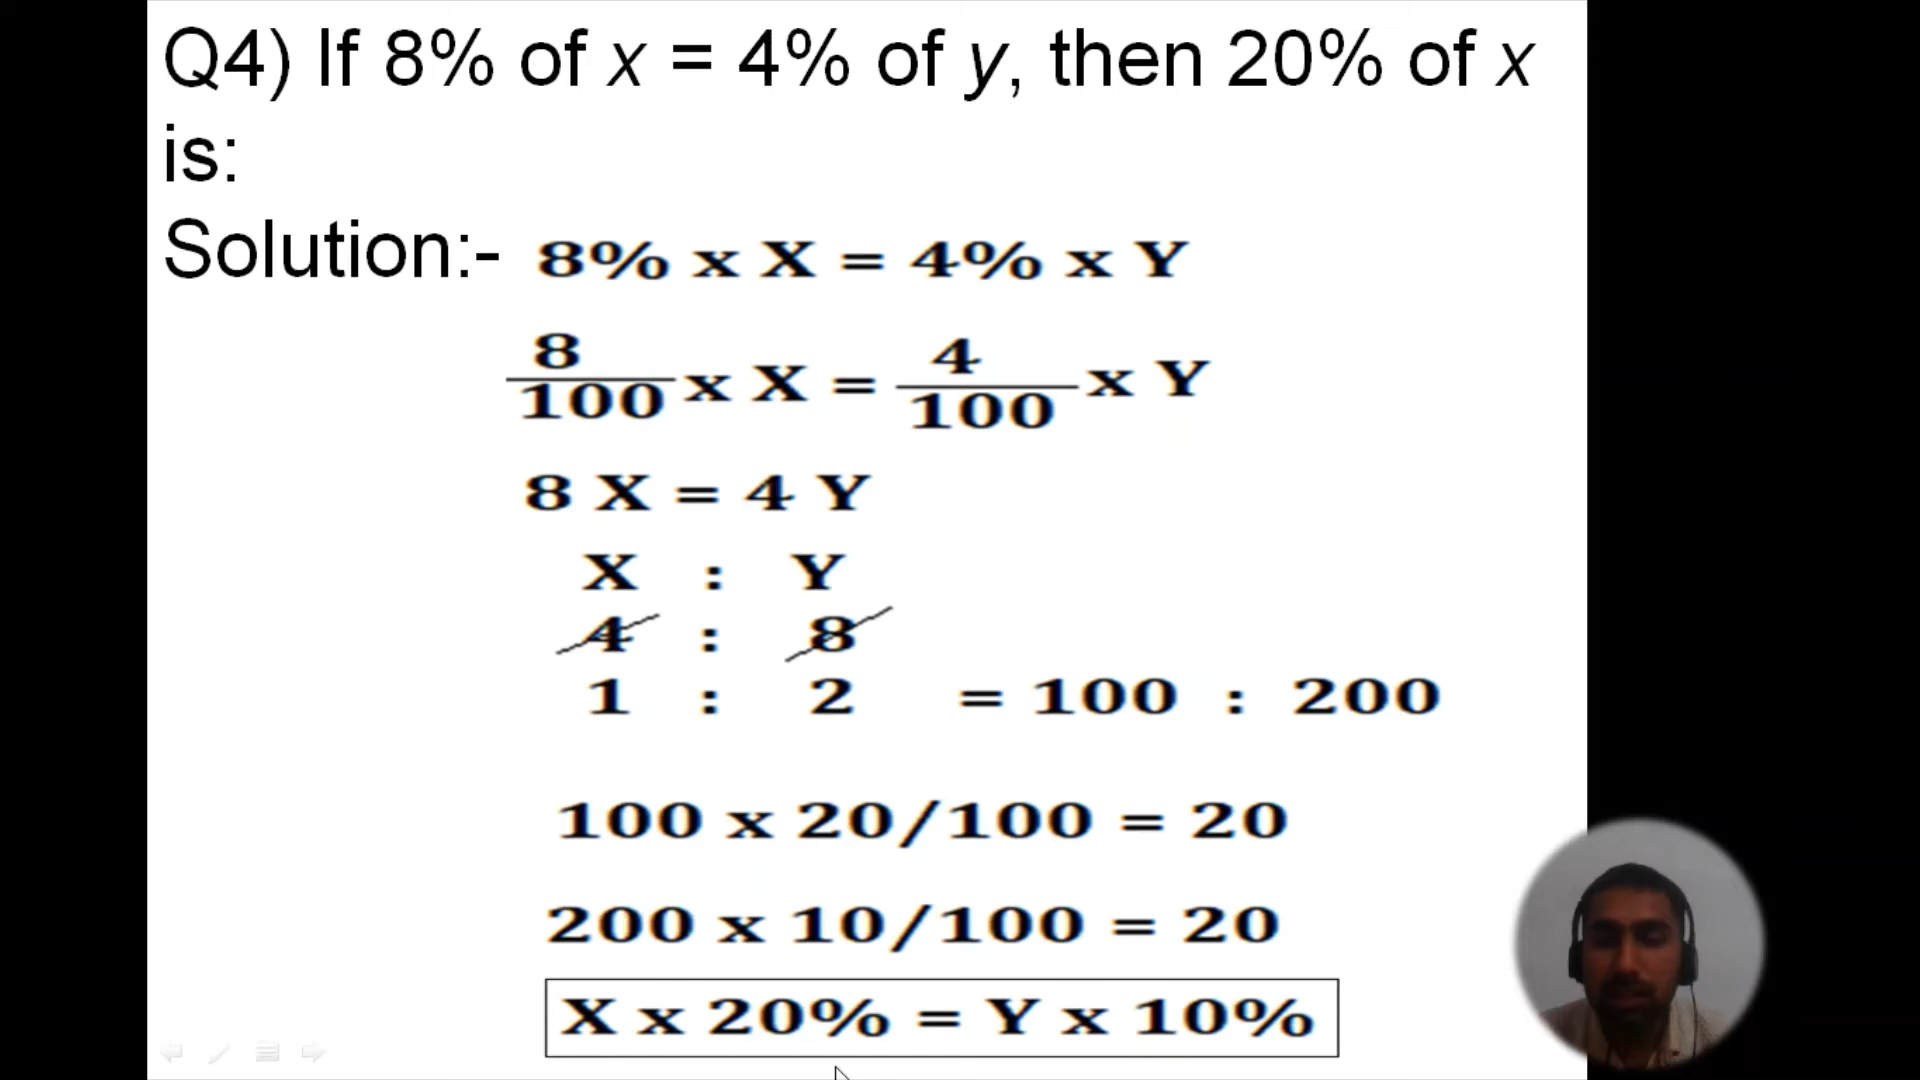 Q4) If 8% of x = 4% of y, then 20% of x
is:
Solution:- 8% x X = 4% x Y
8/100 x X = 4/100 x Y
8 X = 4 Y
X : Y
4 : 8
1 : 2 = 100 : 200
100 x 20/100 = 20
200 x 10/100 = 20
X x 20% = Y x 10%